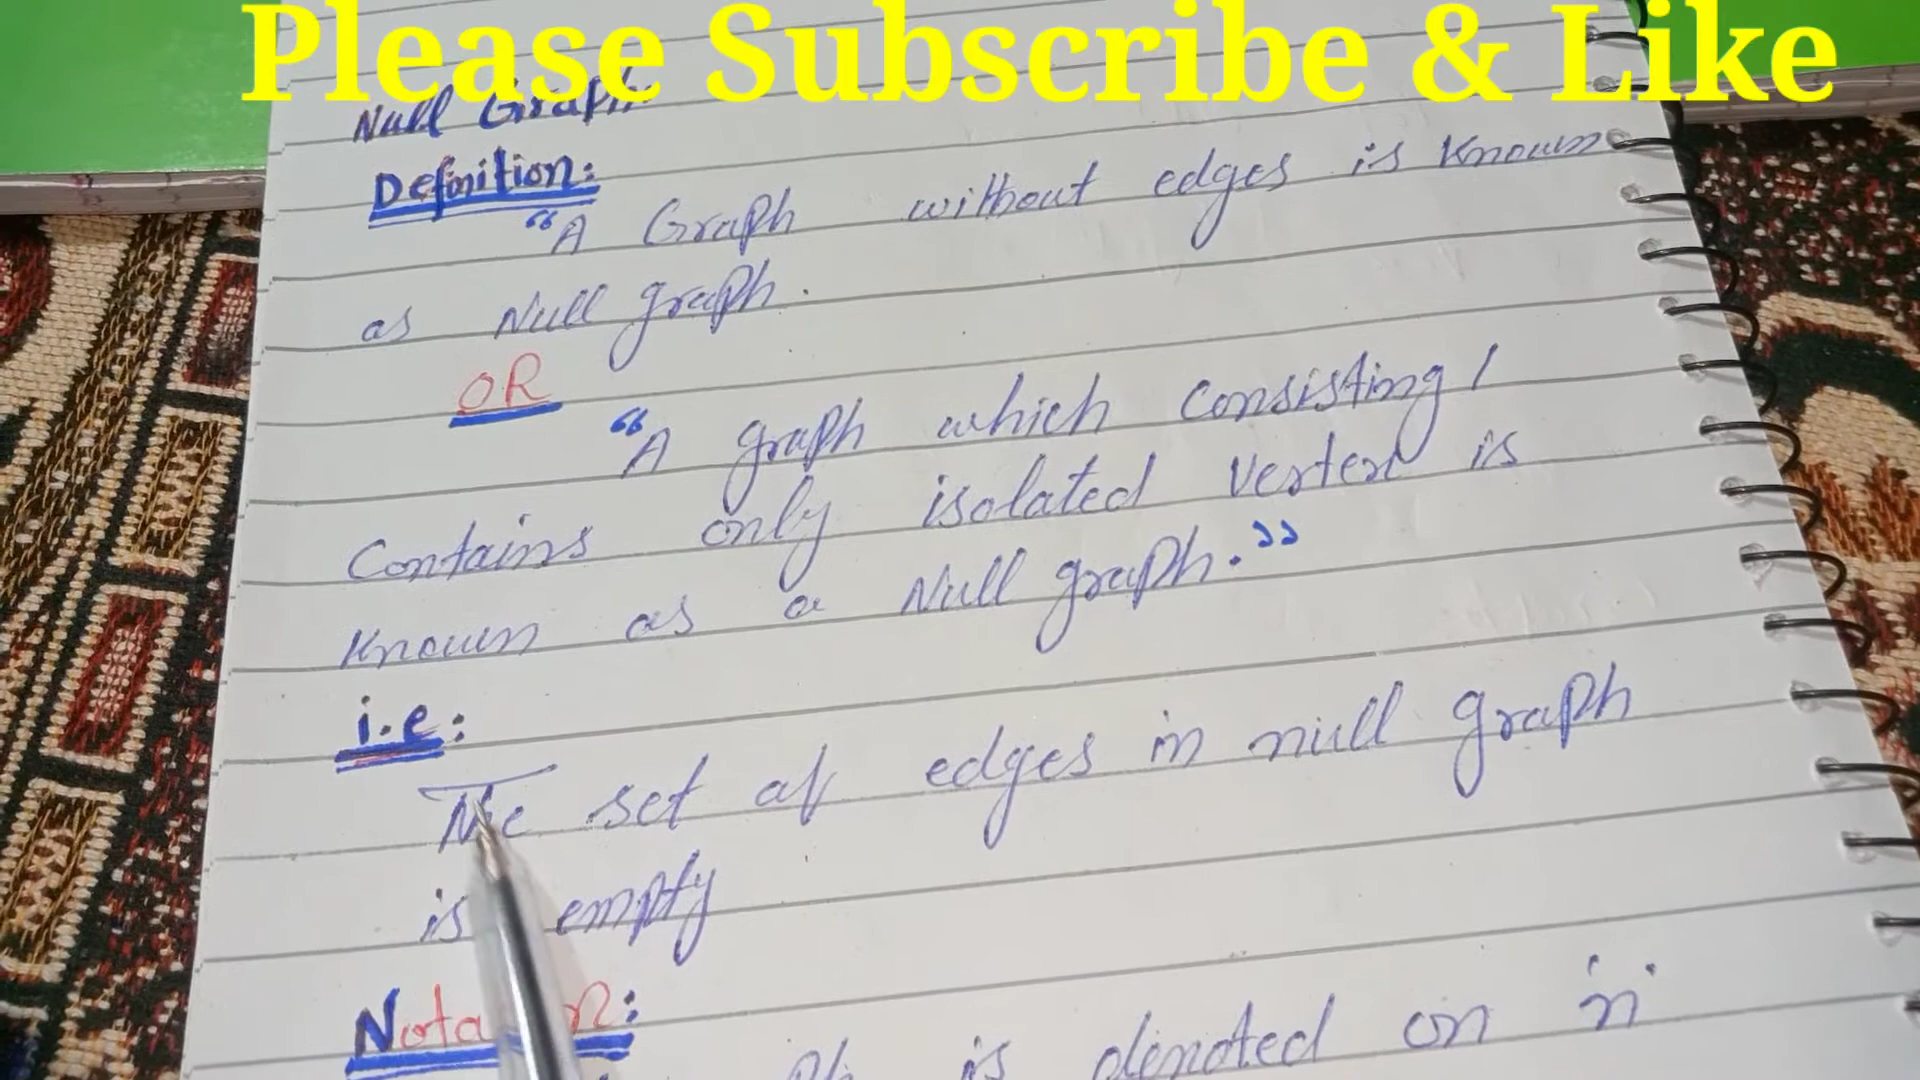 Please Subscribe & Like
Null Graph
Definition:
“A Graph without edges is known
as Null graph.
OR
“A graph which consisting /
Contains only isolated vertex is
known as a Null graph.”
i.e:
The set of edges in null graph
is empty
is denoted on 'n'